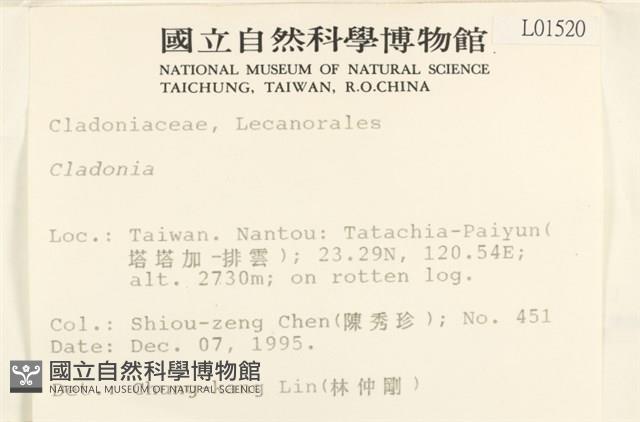 國立自然科學博物館
L01520
NATIONAL MUSEUM OF NATURAL SCIENCE
TAICHUNG, TAIWAN, R.O.CHINA
Cladoniaceae, Lecanorales
Cladonia
Loc.: Taiwan. Nantou: Tatachia-Paiyun(
塔塔加-排雲); 23.29N, 120.54E;
alt. 2730m; on rotten log.
Col.: Shiou-zeng Chen(陳秀珍); No. 451
Date: Dec. 07, 1995.
國立自然科學博物館
NATIONAL MUSEUM OF NATURAL SCIENCE
Lin(林仲剛)